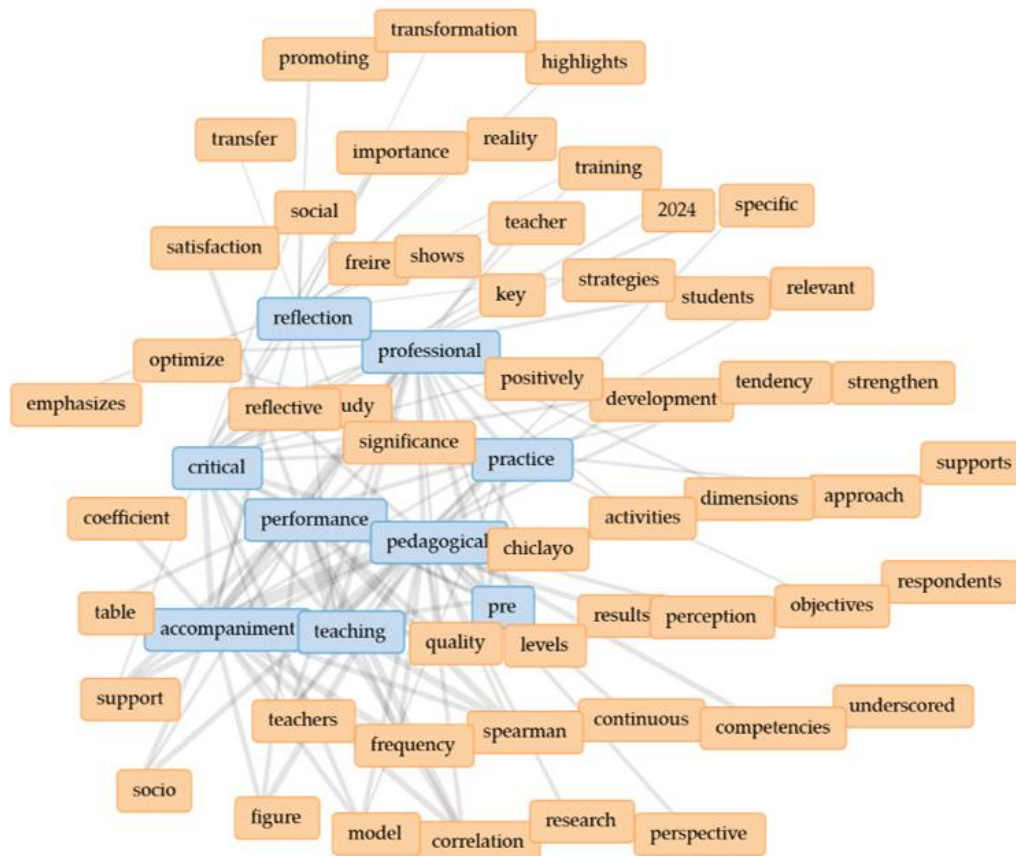 transformation
promoting
highlights
transfer
importance
reality
training
social
teacher
2024
specific
satisfaction
freire
shows
key
strategies
students
relevant
reflection
professional
optimize
emphasizes
reflective
udy
positively
development
tendency
strengthen
significance
critical
practice
supports
coefficient
performance
pedagogical
chiclayo
activities
dimensions
approach
table
accompaniment
teaching
pre
quality
levels
results
perception
objectives
respondents
support
teachers
frequency
spearman
continuous
competencies
underscored
socio
figure
model
correlation
research
perspective